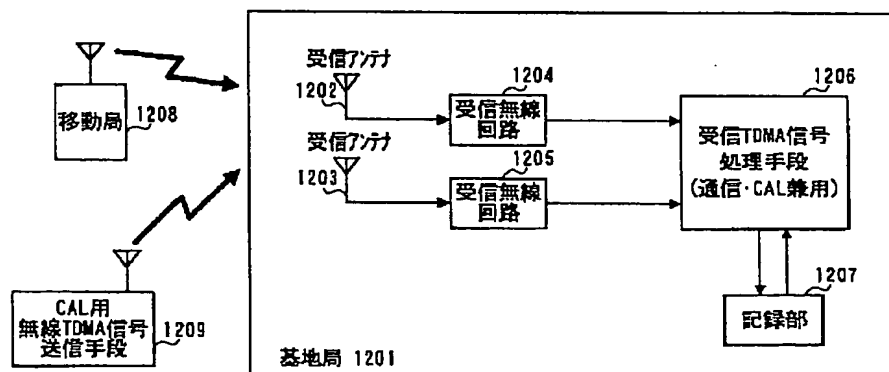 移動局
1208
CAL用
無線TDMA信号
送信手段
1209
受信アンテナ
1202
受信アンテナ
1203
1204
受信無線
回路
1205
受信無線
回路
1206
受信TDMA信号
処理手段
(通信・CAL兼用)
1207
記録部
基地局 1201